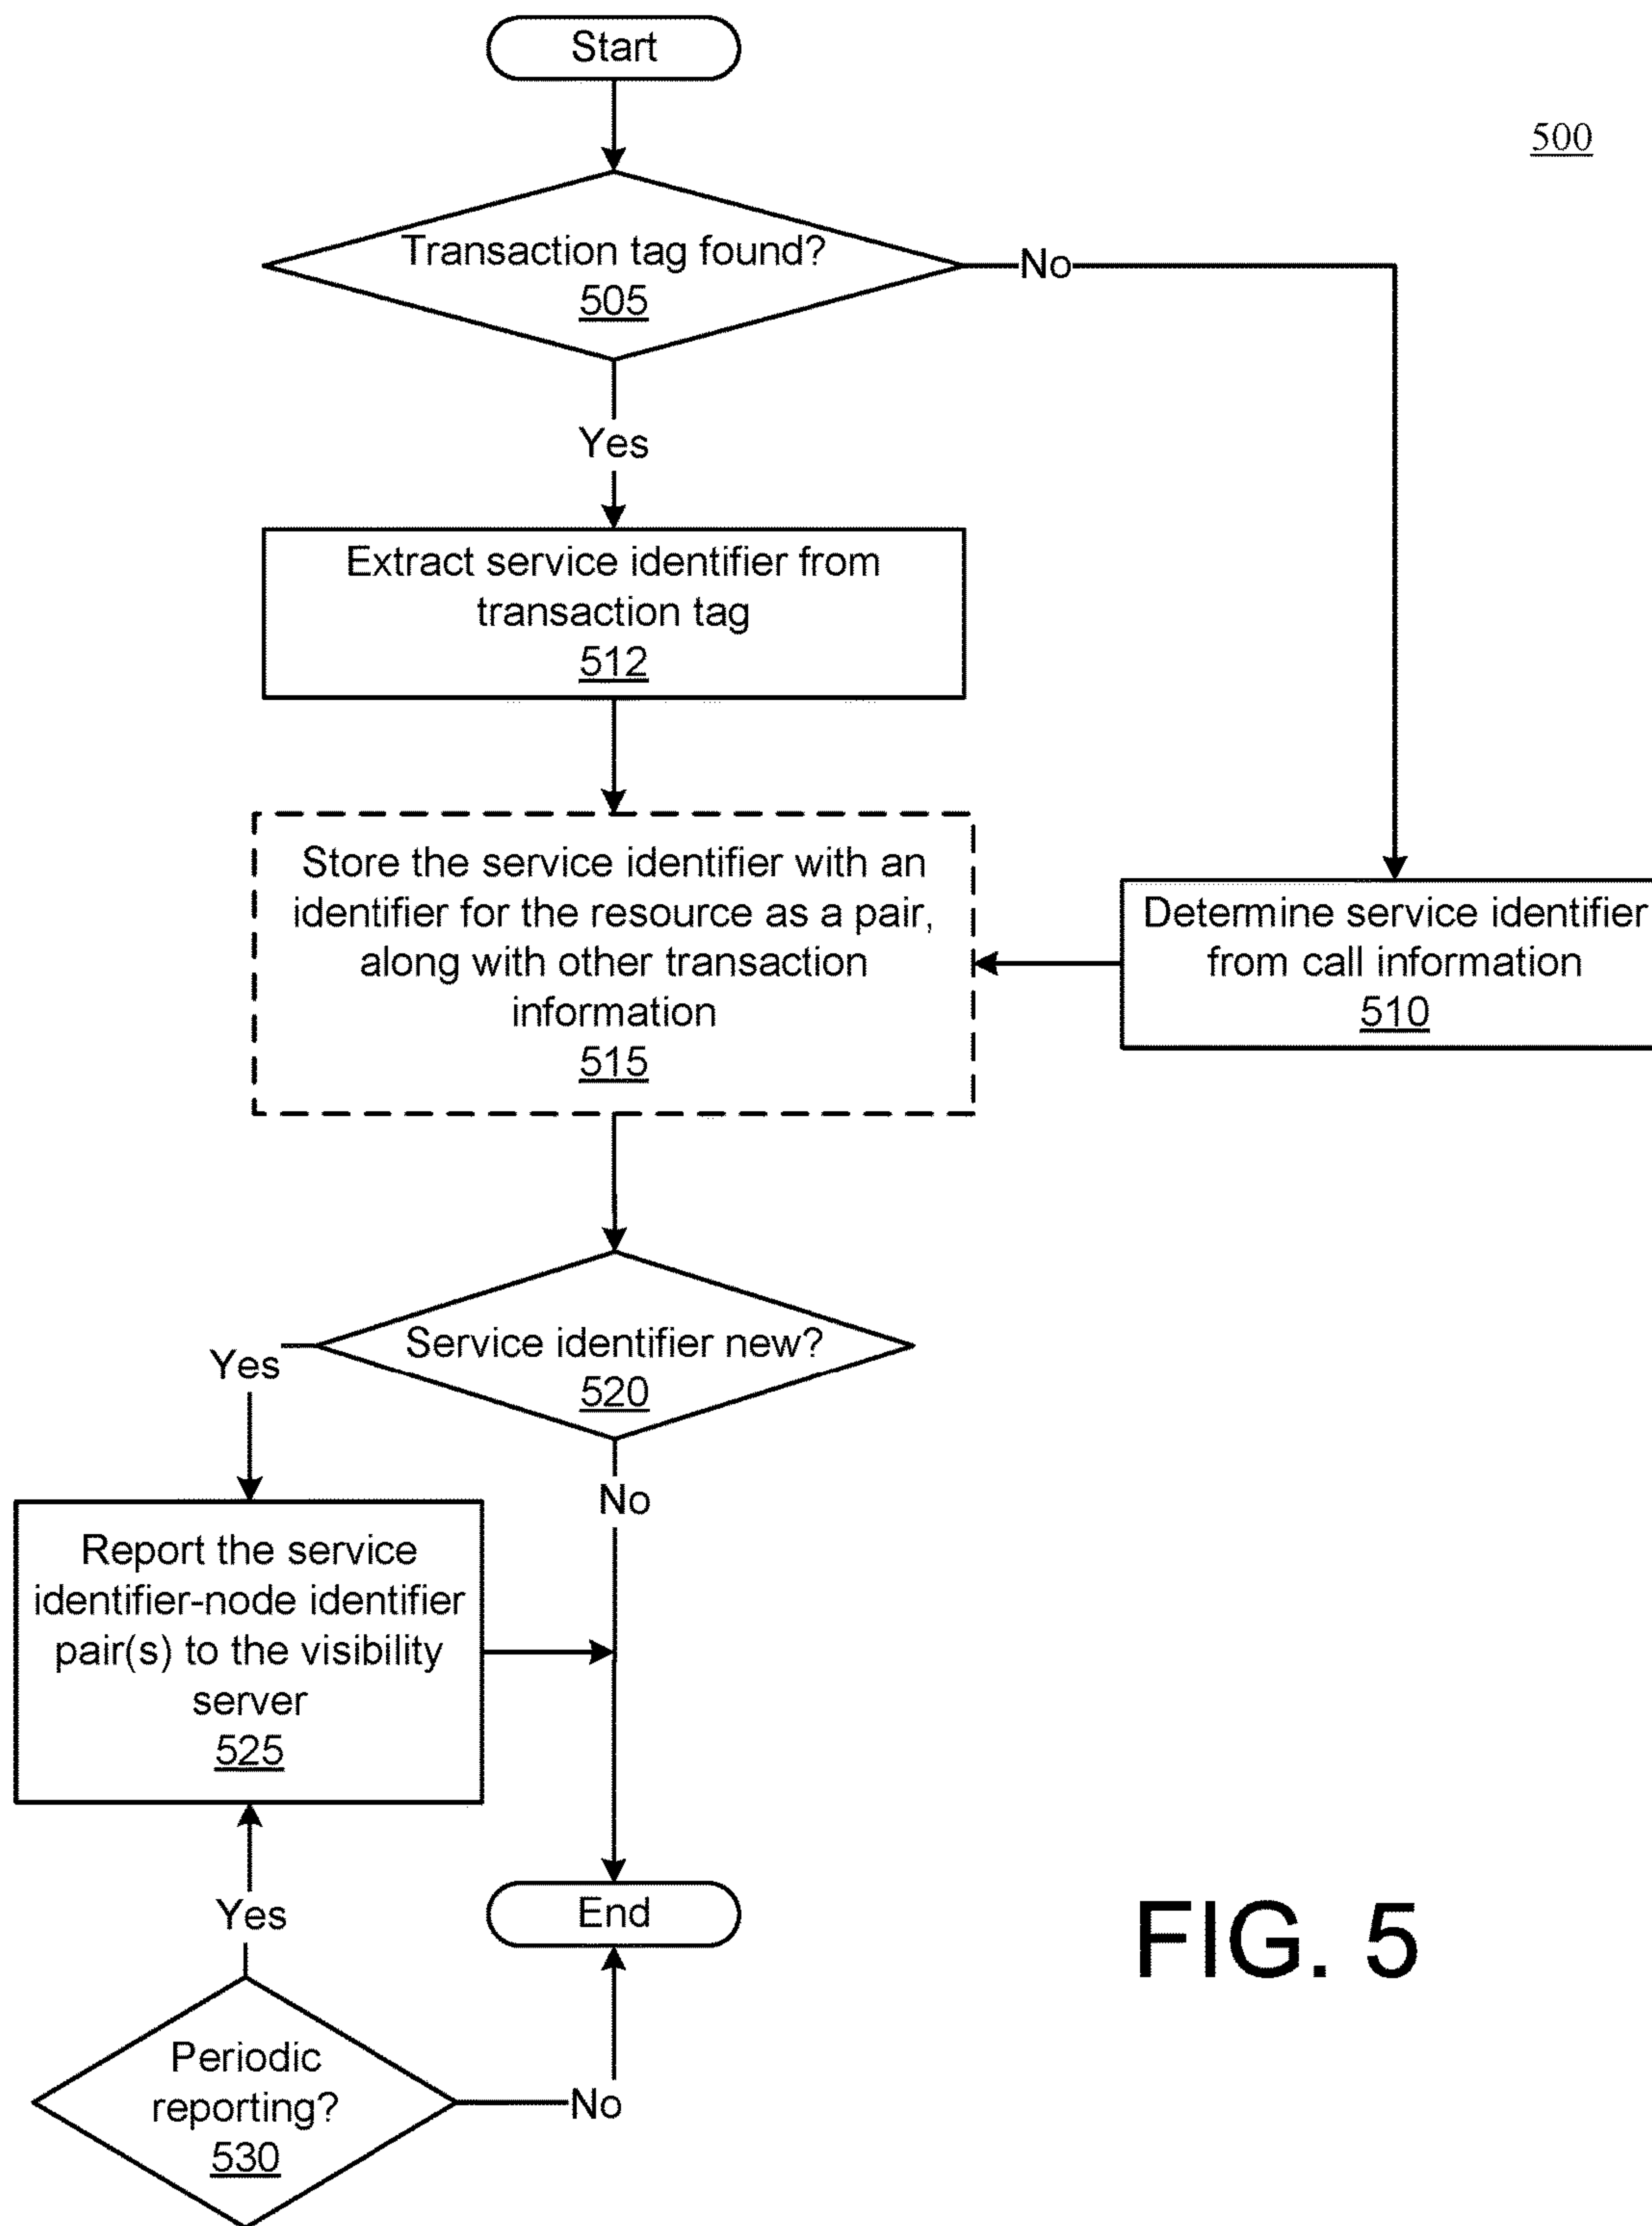 Start
500
Transaction tag found?
505
No
Yes
Extract service identifier from
transaction tag
512
Store the service identifier with an
identifier for the resource as a pair,
along with other transaction
information
515
Determine service identifier
from call information
510
Service identifier new?
520
Yes
No
Report the service
identifier-node identifier
pair(s) to the visibility
server
525
Yes
End
Periodic
reporting?
530
No
FIG. 5